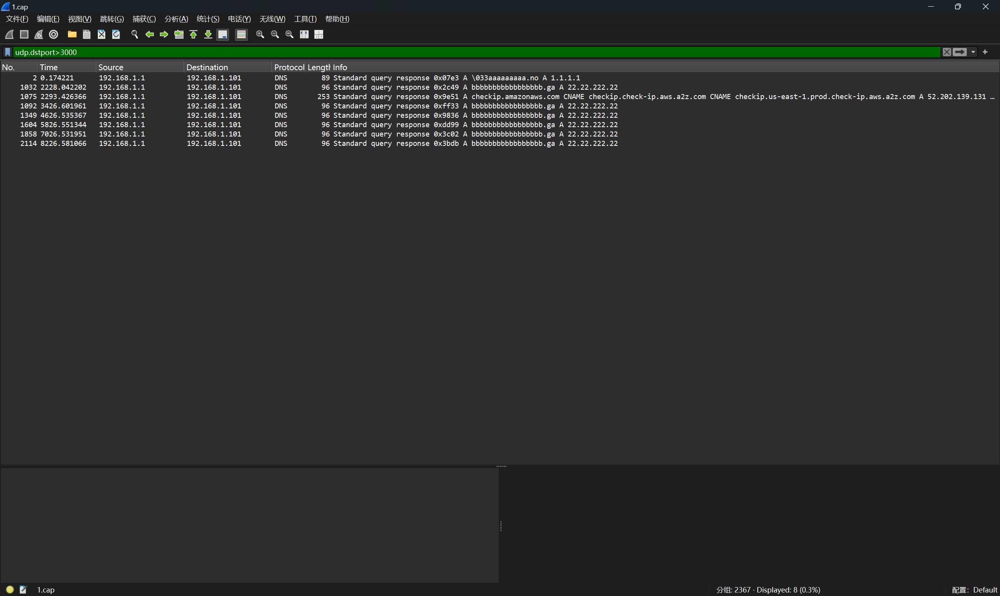 1.cap
文件(F) 编辑(E) 视图(V) 跳转(G) 捕获(C) 分析(A) 统计(S) 电话(Y) 无线(W) 工具(T) 帮助(H)
udp.dstport>3000
No. Time Source Destination Protocol Length Info
2 0.174221 192.168.1.1 192.168.1.101 DNS 89 Standard query response 0x07e3 A \033aaaaaaaaa.no A 1.1.1.1
1032 2228.042202 192.168.1.1 192.168.1.101 DNS 96 Standard query response 0x2c49 A bbbbbbbbbbbbbbbbb.ga A 22.22.222.22
1075 2293.426366 192.168.1.1 192.168.1.101 DNS 253 Standard query response 0x9e51 A checkip.amazonaws.com CNAME checkip.check-ip.aws.a2z.com CNAME checkip.us-east-1.prod.check-ip.aws.a2z.com A 52.202.139.131 …
1092 3426.601961 192.168.1.1 192.168.1.101 DNS 96 Standard query response 0xff33 A bbbbbbbbbbbbbbbbb.ga A 22.22.222.22
1349 4626.535367 192.168.1.1 192.168.1.101 DNS 96 Standard query response 0x9836 A bbbbbbbbbbbbbbbbb.ga A 22.22.222.22
1604 5826.551344 192.168.1.1 192.168.1.101 DNS 96 Standard query response 0xdd99 A bbbbbbbbbbbbbbbbb.ga A 22.22.222.22
1858 7026.531951 192.168.1.1 192.168.1.101 DNS 96 Standard query response 0x3c02 A bbbbbbbbbbbbbbbbb.ga A 22.22.222.22
2114 8226.581066 192.168.1.1 192.168.1.101 DNS 96 Standard query response 0x3bdb A bbbbbbbbbbbbbbbbb.ga A 22.22.222.22
1.cap 分组: 2367 · Displayed: 8 (0.3%) 配置: Default